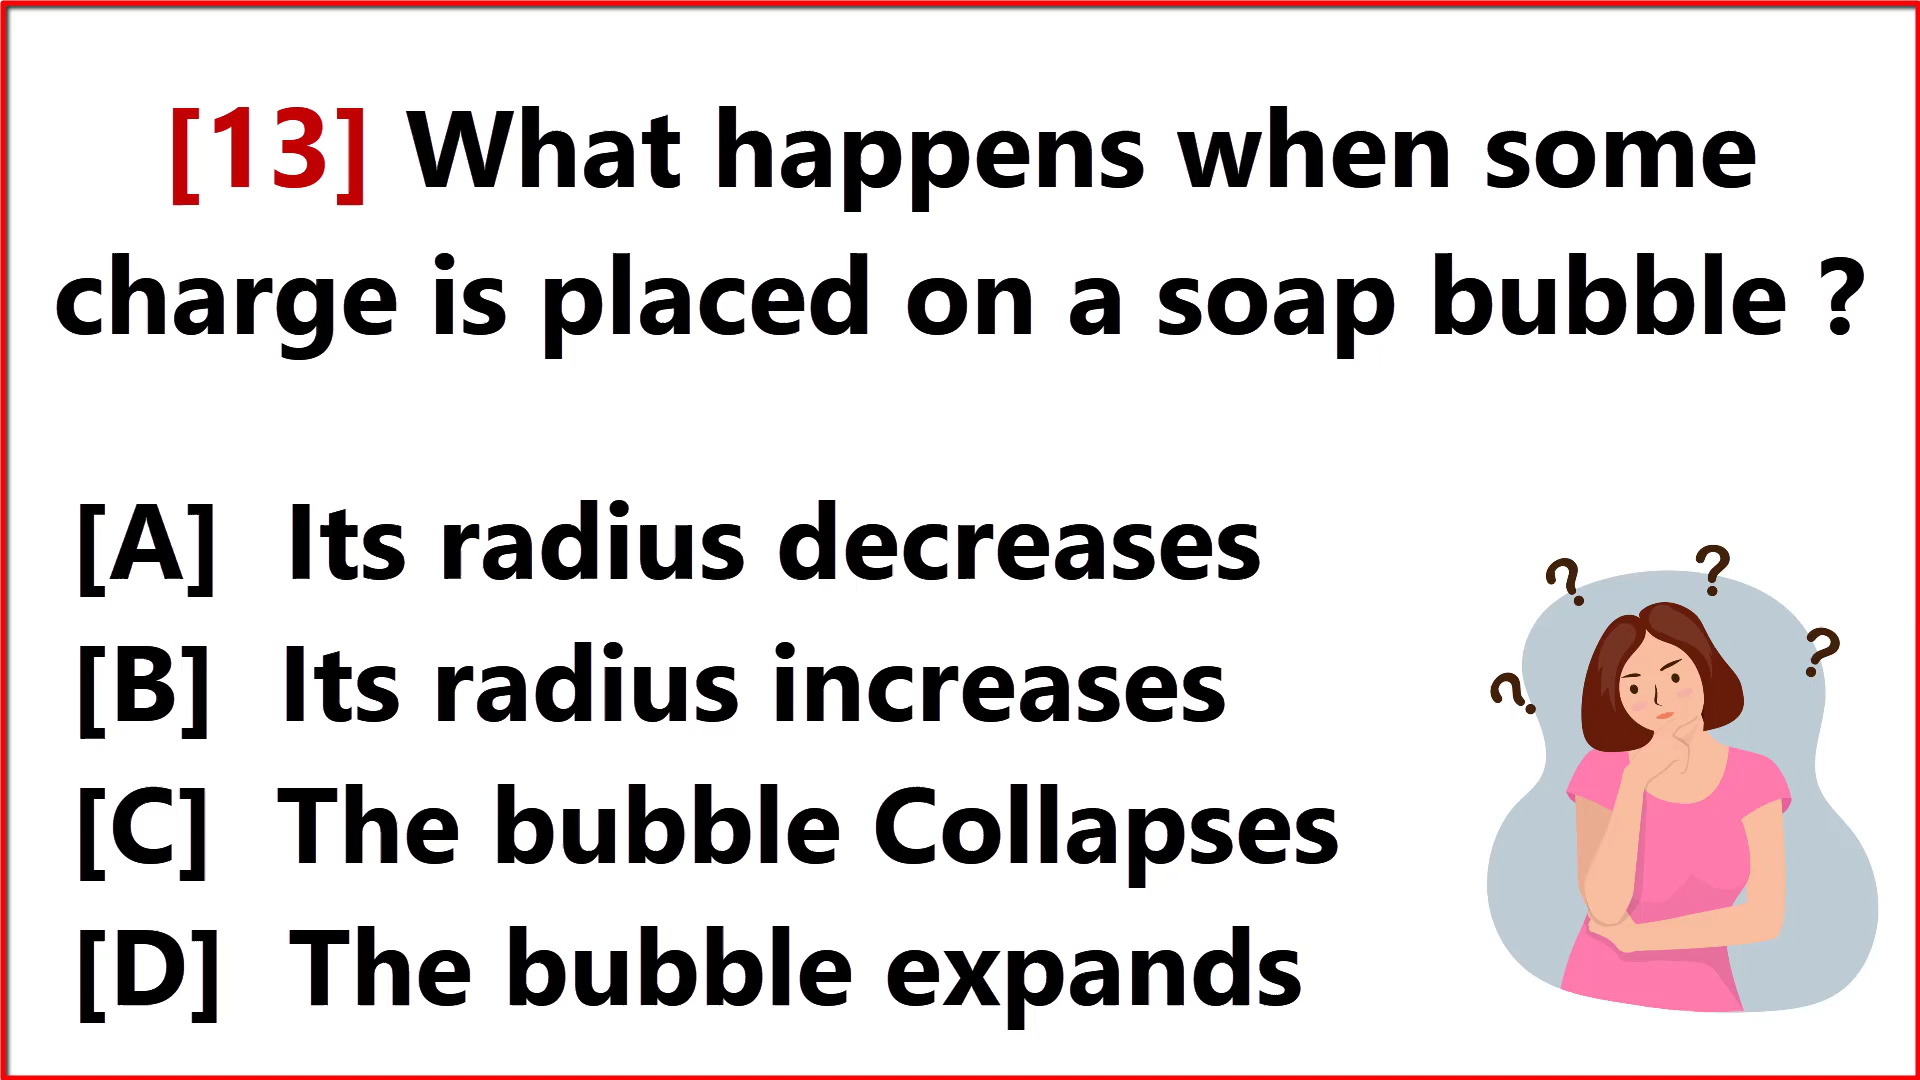 [13] What happens when some
charge is placed on a soap bubble ?
[A] Its radius decreases
[B] Its radius increases
[C] The bubble Collapses
[D] The bubble expands